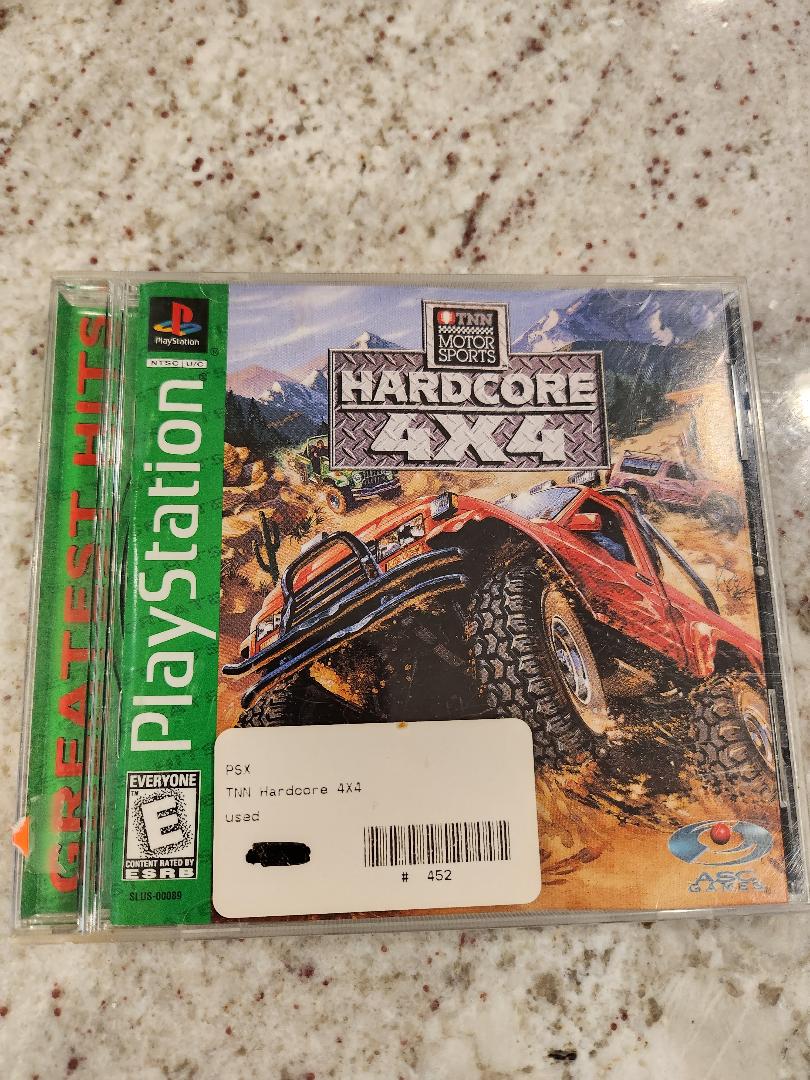 GREATEST HITS
PlayStation
NTSC U/C
PlayStation
®
TNN
MOTOR
SPORTS
HARDCORE
4X4
EVERYONE
TM
E
CONTENT RATED BY
ESRB
SLUS-00089
PSX
TNN Hardcore 4X4
used
# 452
ASC
GAMES